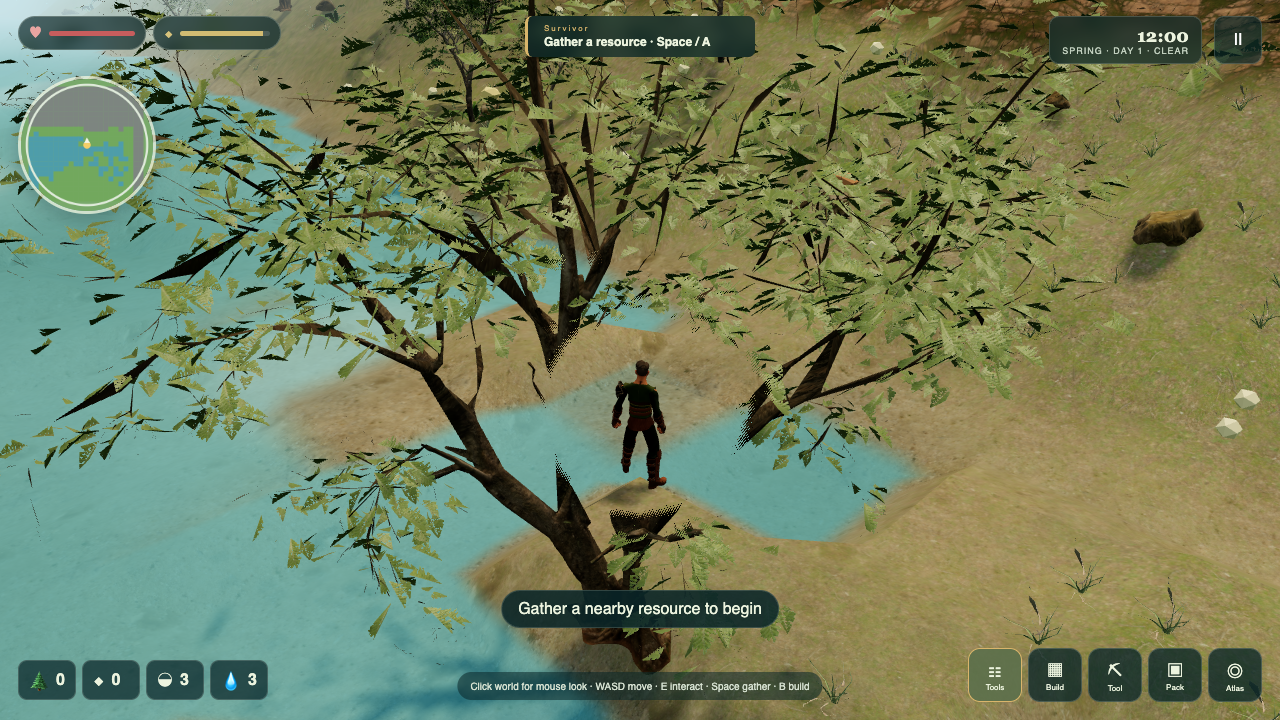 Survivor
Gather a resource · Space / A
12:00
SPRING · DAY 1 · CLEAR
Gather a nearby resource to begin
0
0
3
3
Click world for mouse look · WASD move · E interact · Space gather · B build
Tools
Build
Tool
Pack
Atlas